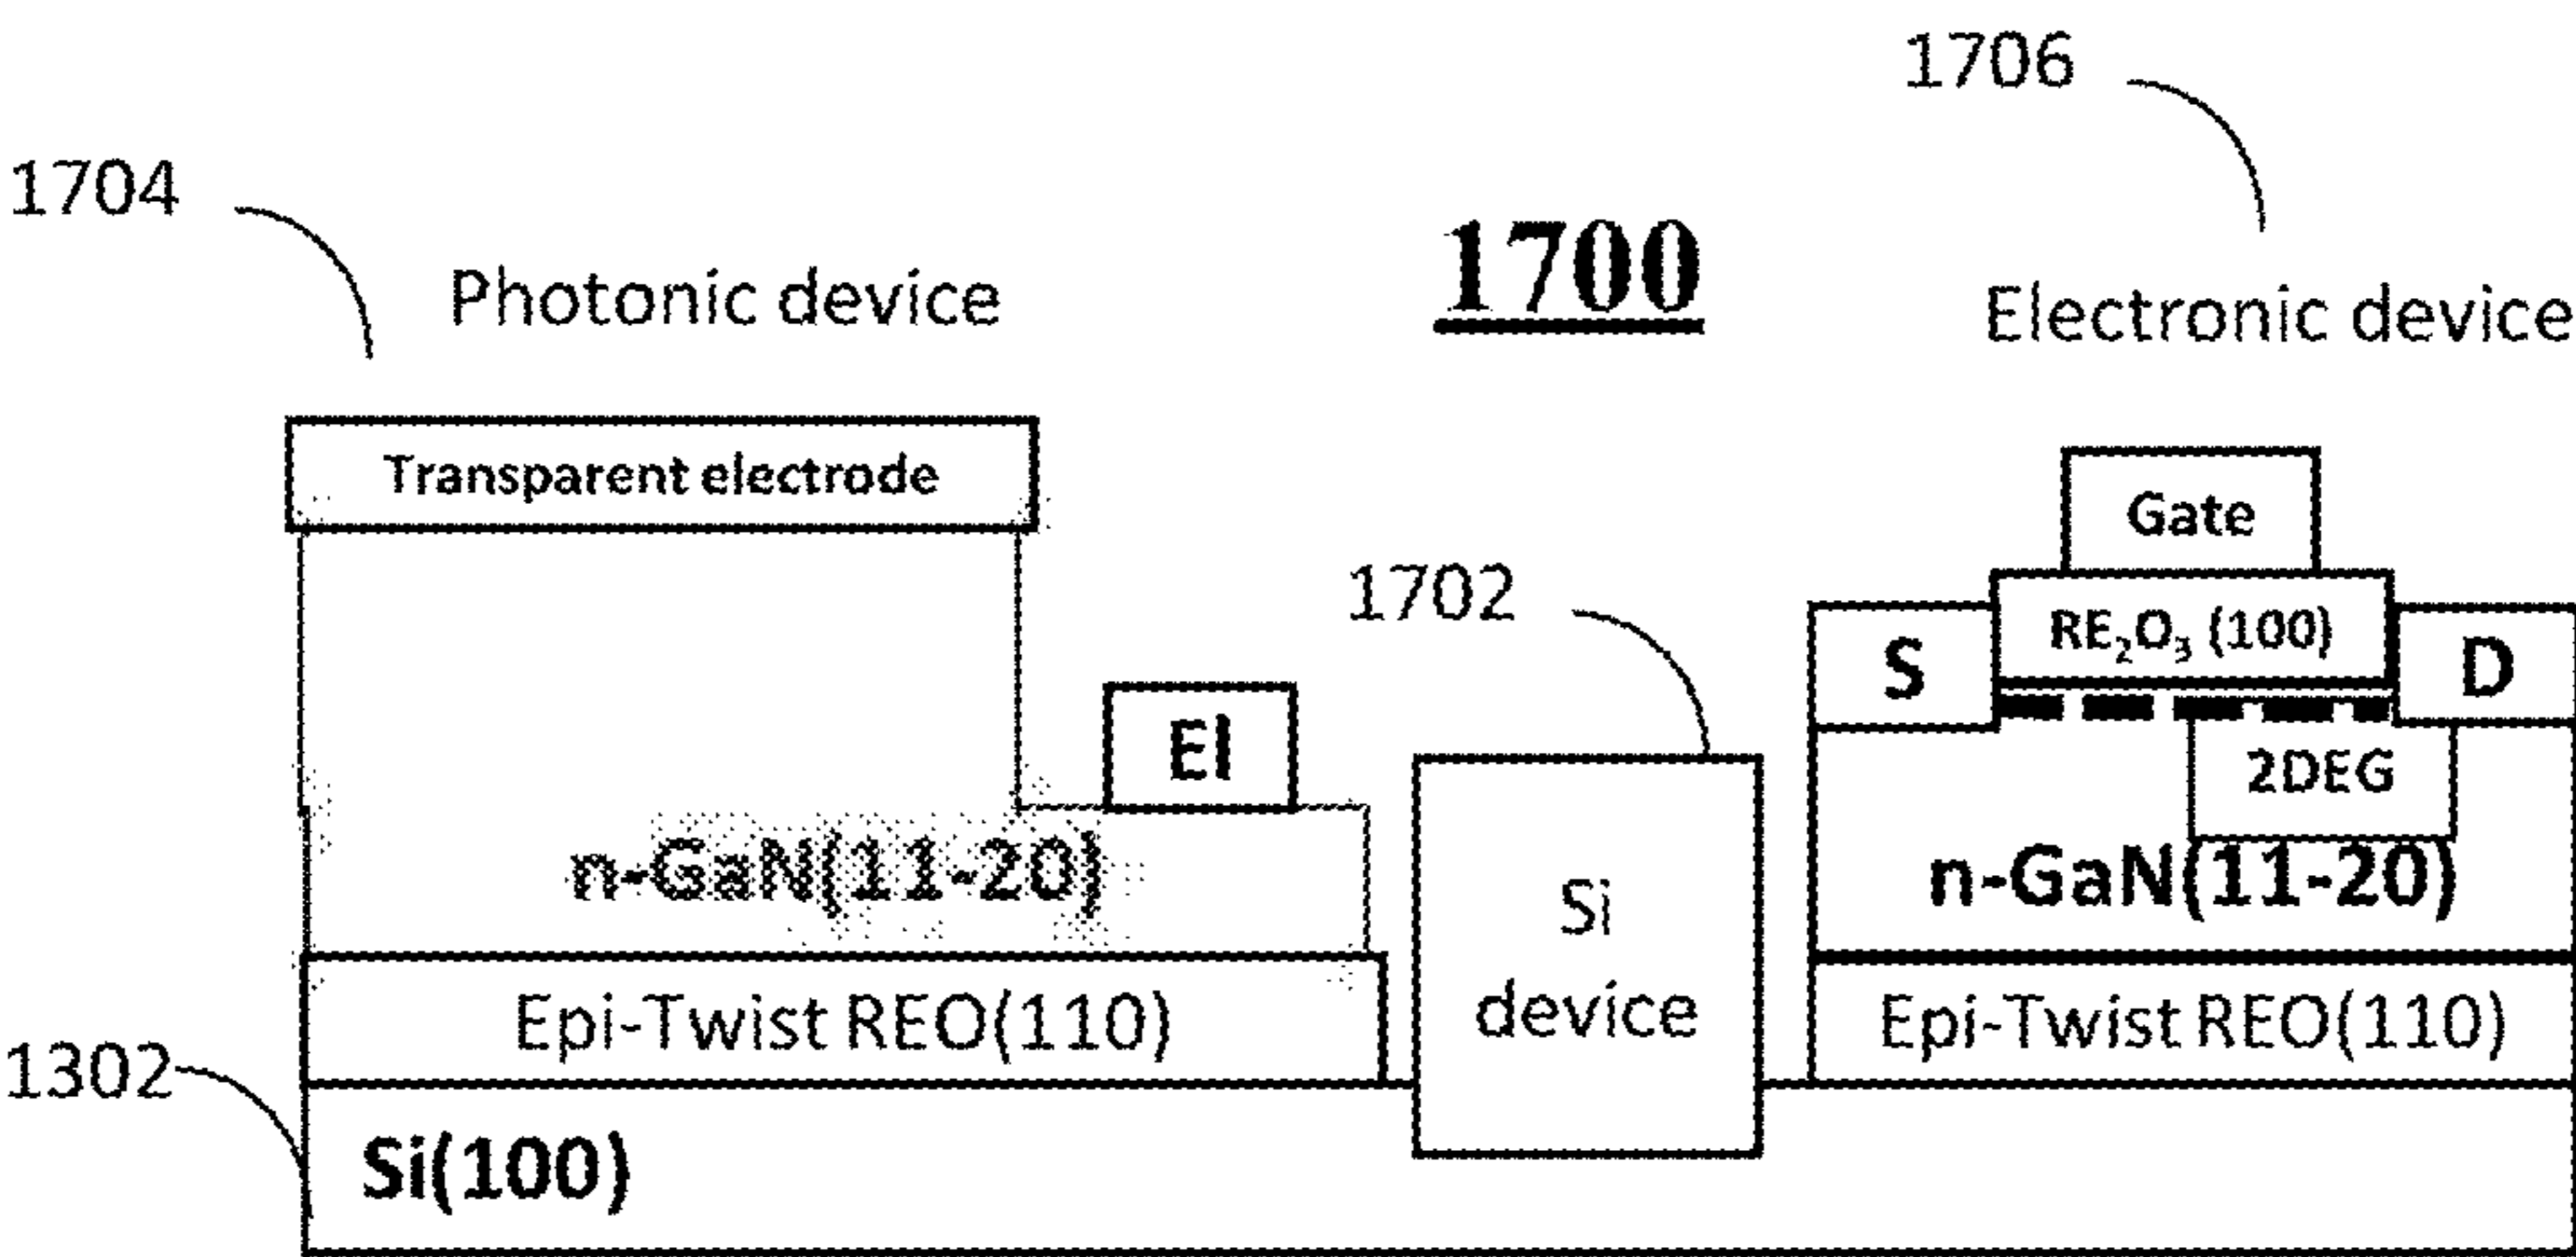 1706
1704
1700
Photonic device
Electronic device
Transparent electrode
Gate
1702
RE₂O₃ (100)
S
D
El
2DEG
n-GaN(11-20)
Si
device
n-GaN(11-20)
Epi-Twist REO(110)
Epi-Twist REO(110)
1302
Si(100)